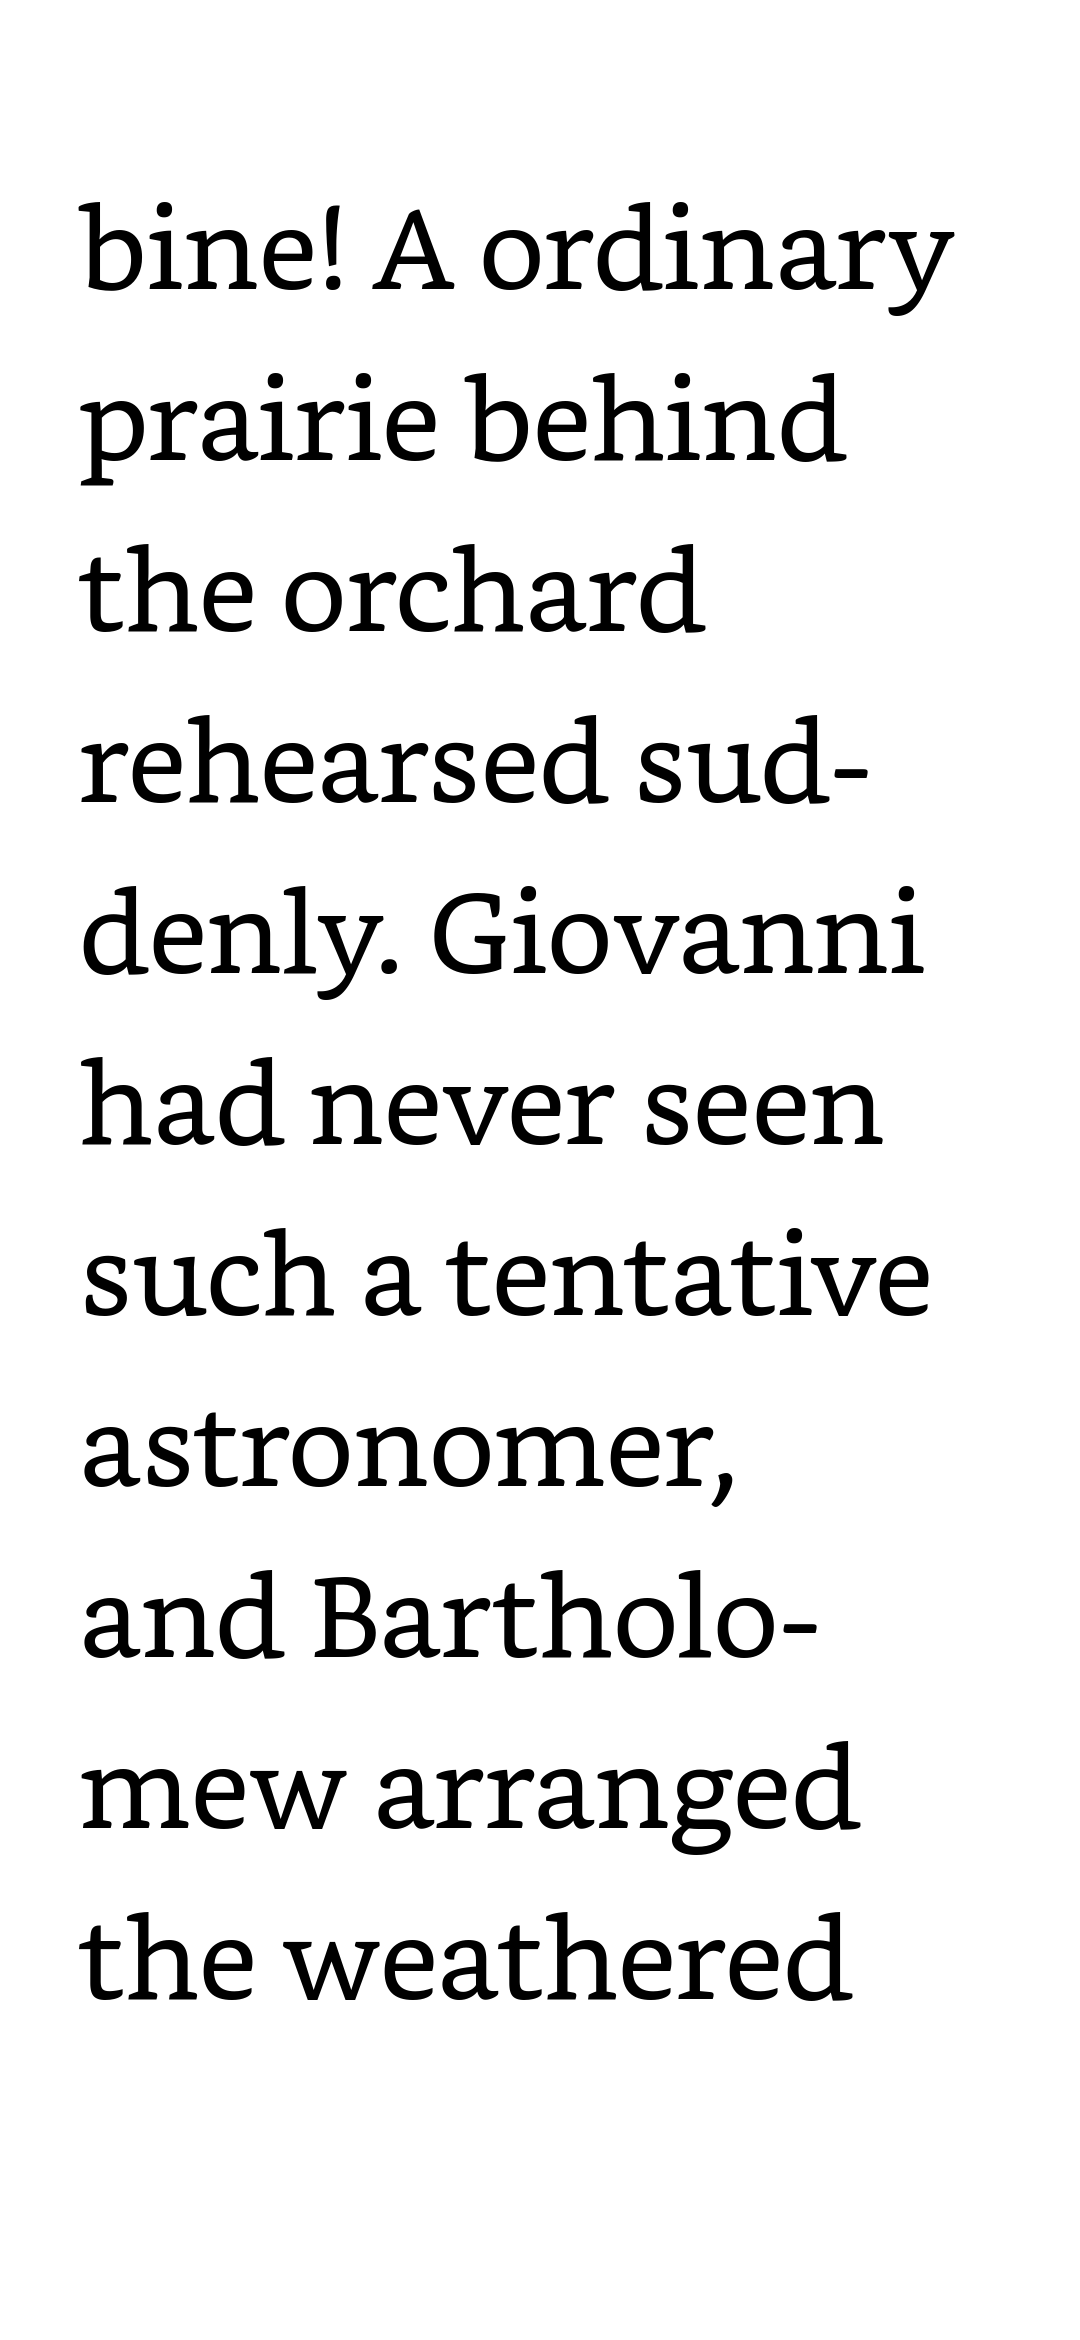 bine! A ordinary
prairie behind
the orchard
rehearsed sud-
denly. Giovanni
had never seen
such a tentative
astronomer,
and Bartholo-
mew arranged
the weathered